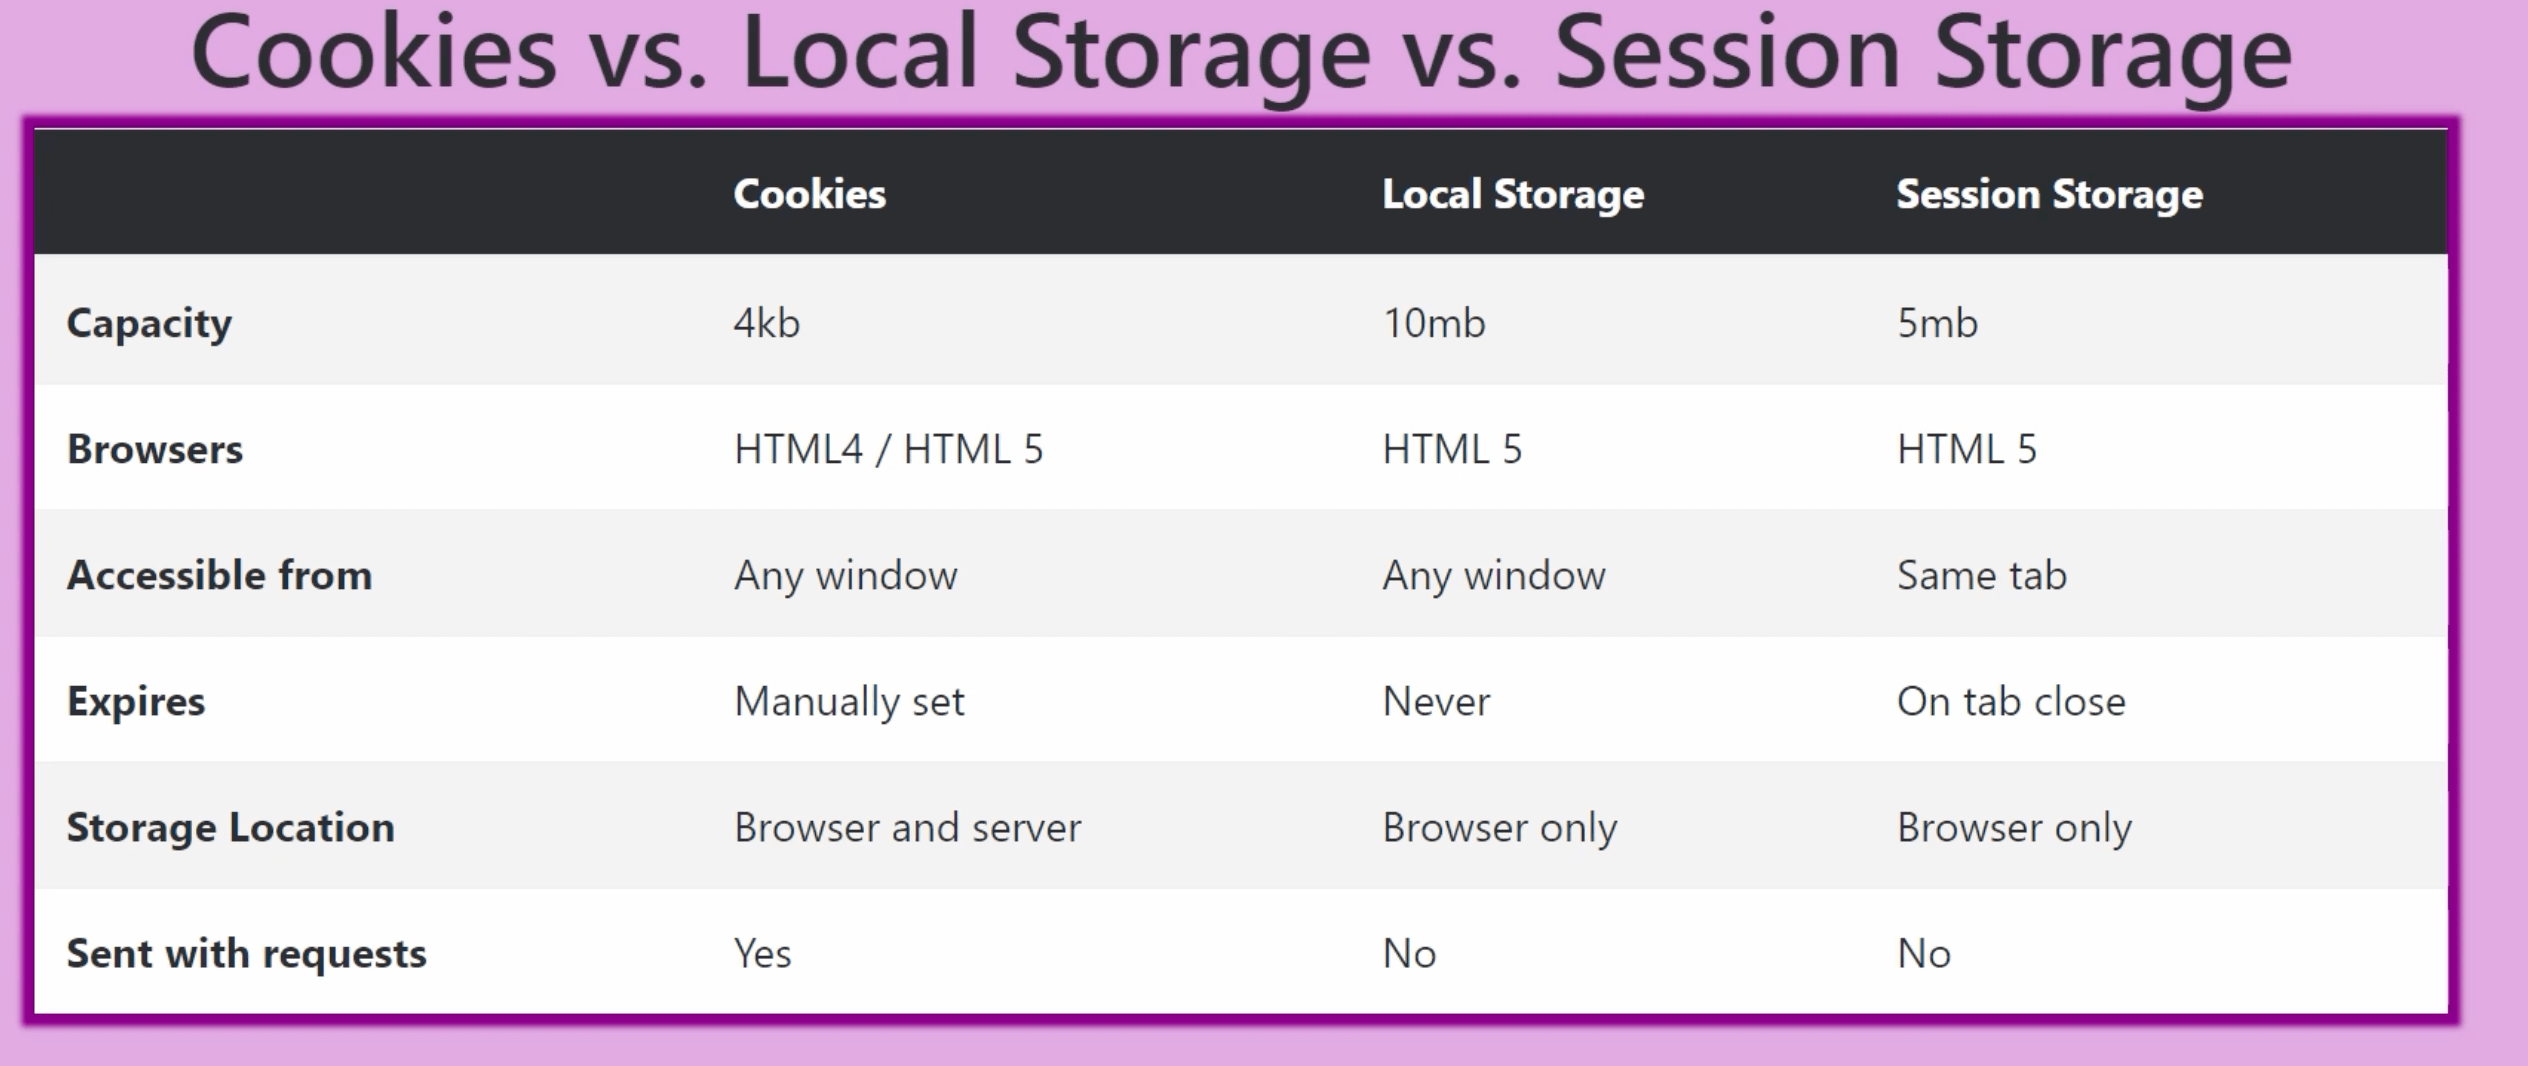 Cookies vs. Local Storage vs. Session Storage
Cookies Local Storage Session Storage
Capacity 4kb 10mb 5mb
Browsers HTML4 / HTML 5 HTML 5 HTML 5
Accessible from Any window Any window Same tab
Expires Manually set Never On tab close
Storage Location Browser and server Browser only Browser only
Sent with requests Yes No No